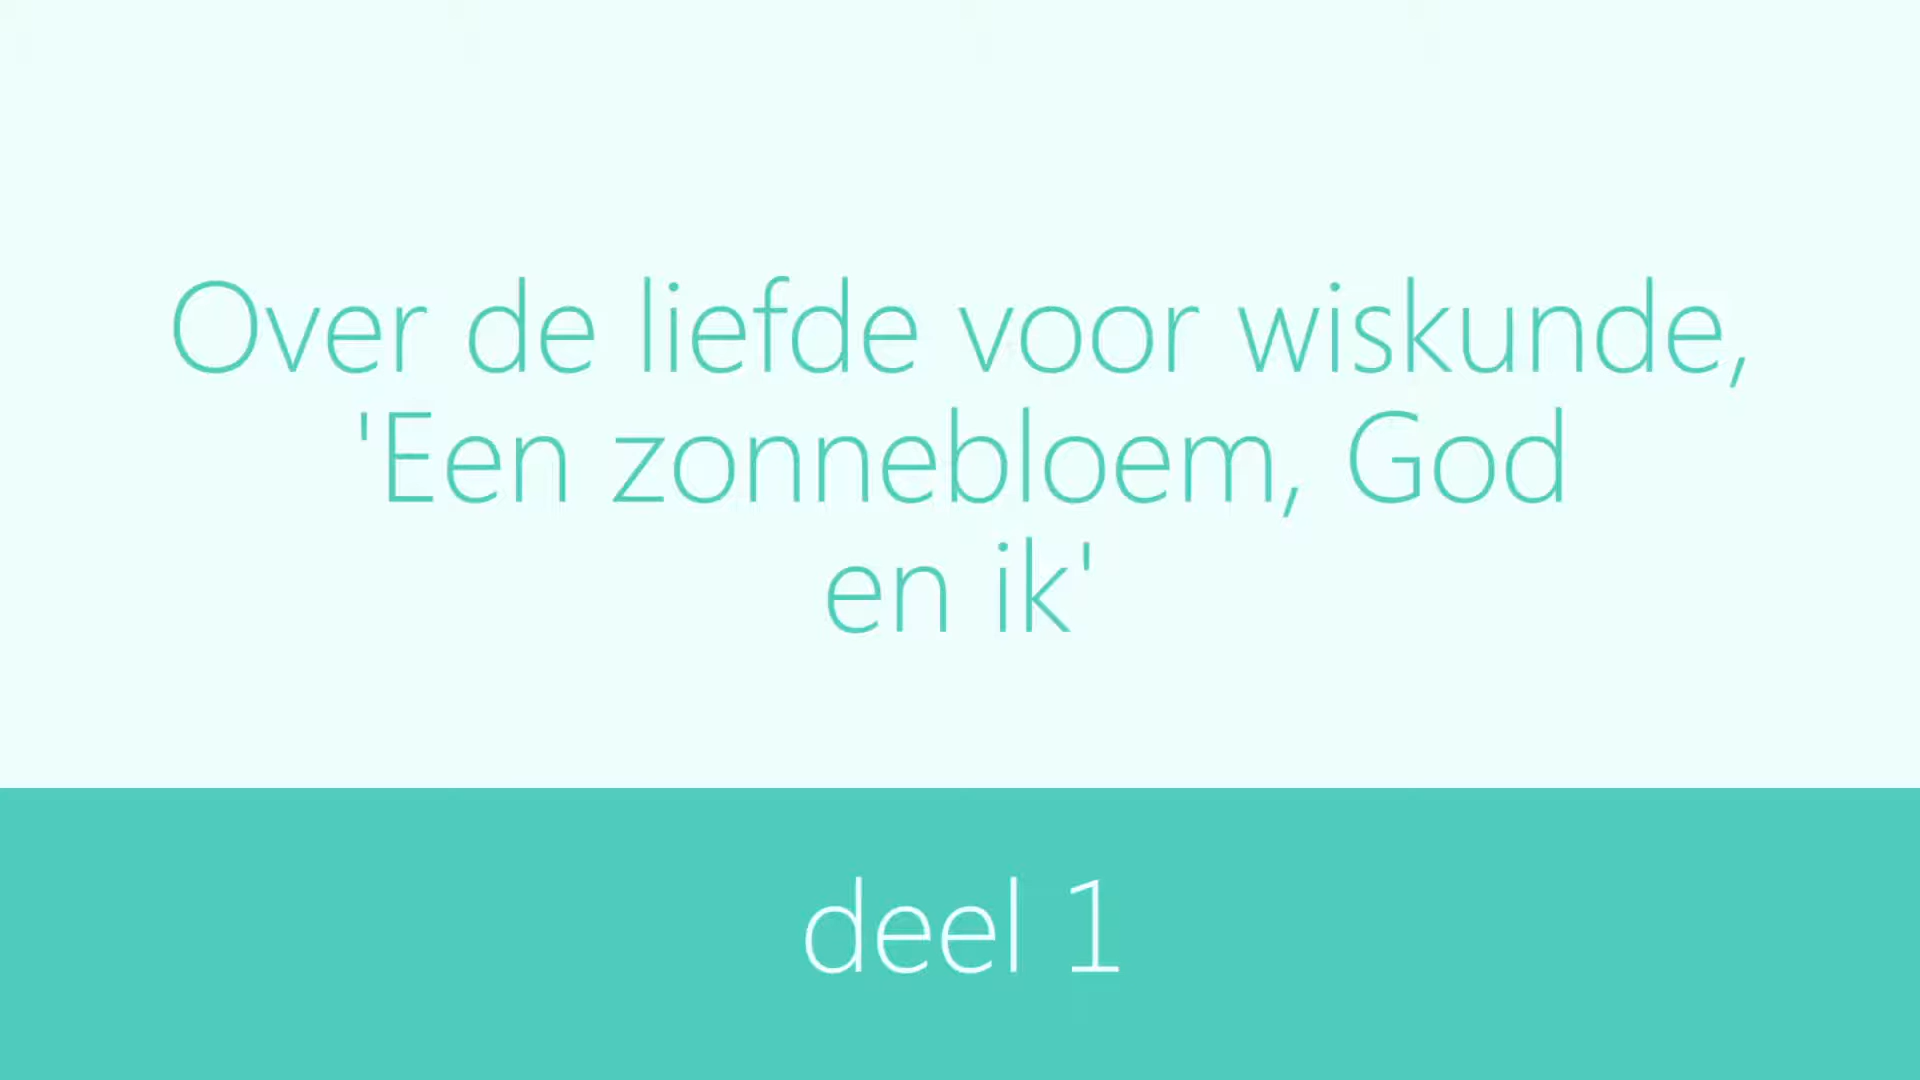 Over de liefde voor wiskunde,
'Een zonnebloem, God
en ik'
deel 1